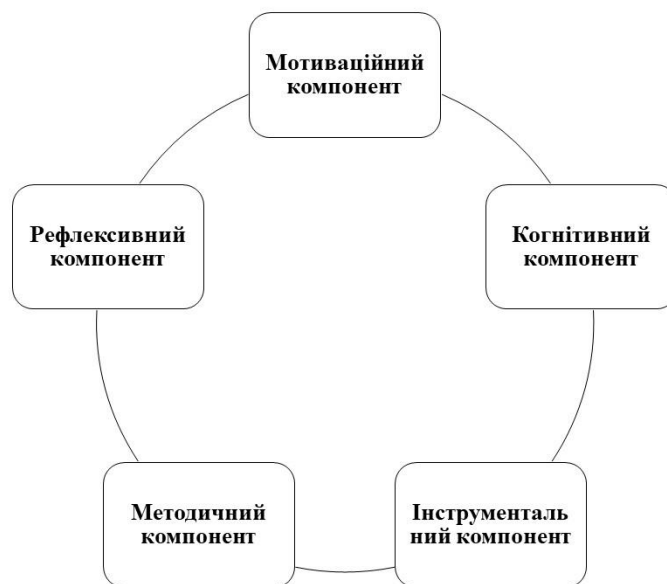 Мотиваційний
компонент
Рефлексивний
компонент
Когнітивний
компонент
Методичний
компонент
Інструменталь
ний компонент